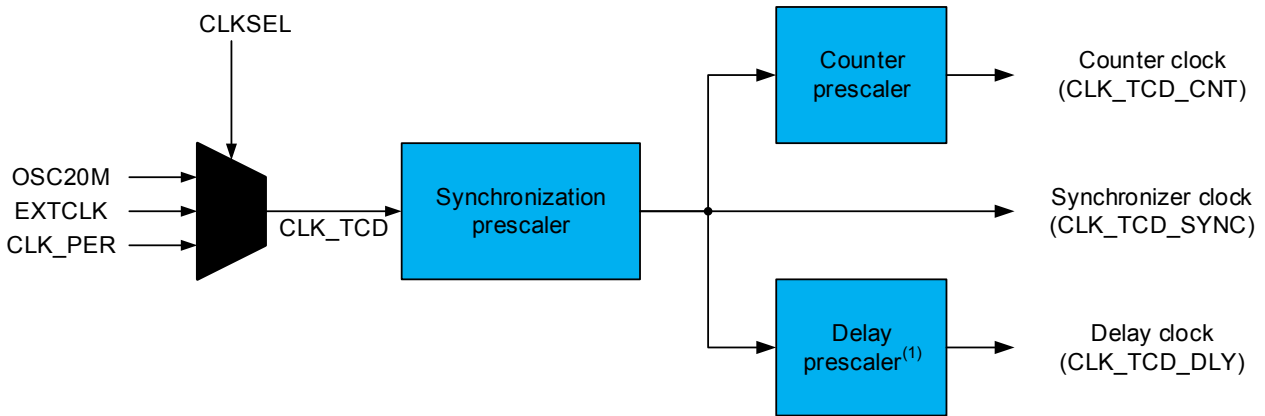 CLKSEL
OSC20M
EXTCLK
CLK_PER
CLK_TCD
Synchronization
prescaler
Counter
prescaler
Counter clock
(CLK_TCD_CNT)
Synchronizer clock
(CLK_TCD_SYNC)
Delay
prescaler(1)
Delay clock
(CLK_TCD_DLY)